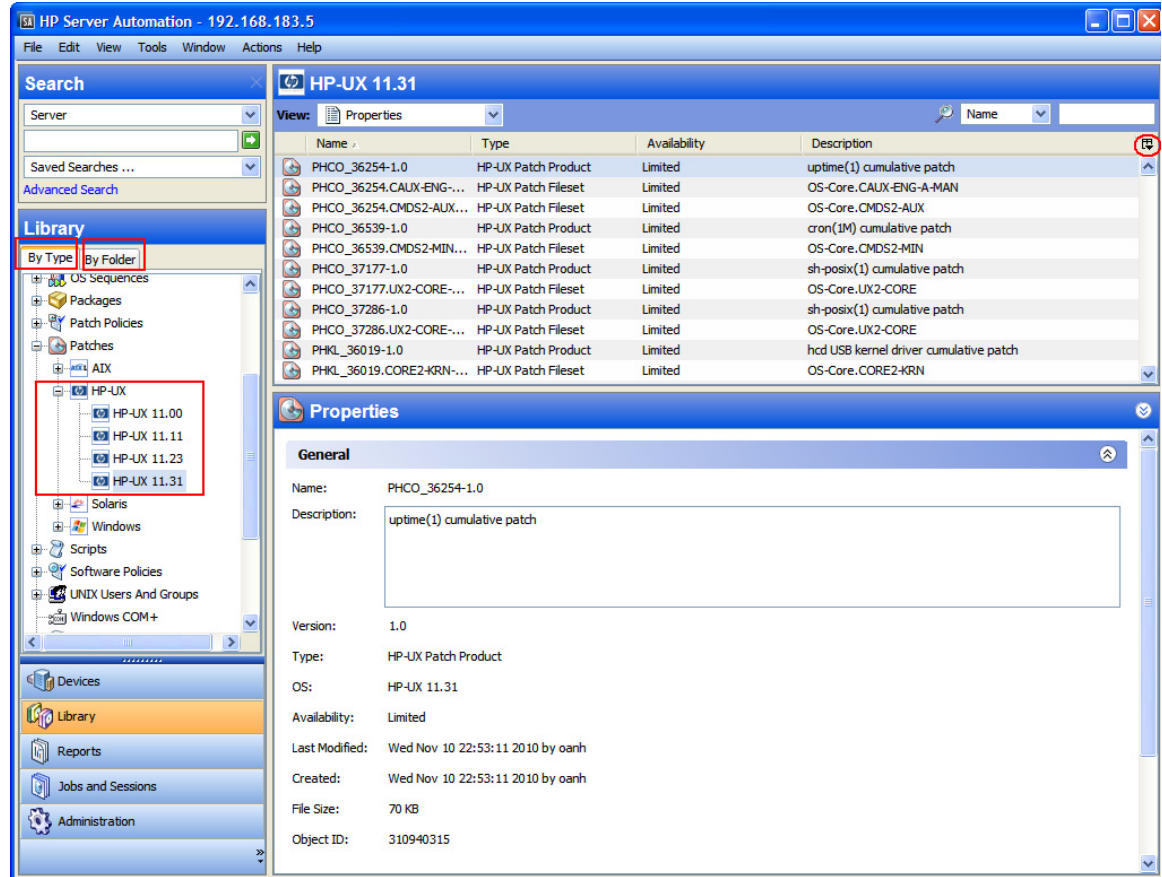 HP Server Automation - 192.168.183.5
File Edit View Tools Window Actions Help
Search
Server
Saved Searches ...
Advanced Search
Library
By Type By Folder
OS Sequences
Packages
Patch Policies
Patches
AIX
HP-UX
HP-UX 11.00
HP-UX 11.11
HP-UX 11.23
HP-UX 11.31
Solaris
Windows
Scripts
Software Policies
UNIX Users And Groups
Windows COM+
Devices
Library
Reports
Jobs and Sessions
Administration
HP-UX 11.31
View: Properties Name
Name Type Availability Description
PHCO_36254-1.0 HP-UX Patch Product Limited uptime(1) cumulative patch
PHCO_36254.CAUX-ENG-... HP-UX Patch Fileset Limited OS-Core.CAUX-ENG-A-MAN
PHCO_36254.CMDS2-AUX... HP-UX Patch Fileset Limited OS-Core.CMDS2-AUX
PHCO_36539-1.0 HP-UX Patch Product Limited cron(1M) cumulative patch
PHCO_36539.CMDS2-MIN... HP-UX Patch Fileset Limited OS-Core.CMDS2-MIN
PHCO_37177-1.0 HP-UX Patch Product Limited sh-posix(1) cumulative patch
PHCO_37177.UX2-CORE-... HP-UX Patch Fileset Limited OS-Core.UX2-CORE
PHCO_37286-1.0 HP-UX Patch Product Limited sh-posix(1) cumulative patch
PHCO_37286.UX2-CORE-... HP-UX Patch Fileset Limited OS-Core.UX2-CORE
PHKL_36019-1.0 HP-UX Patch Product Limited hcd USB kernel driver cumulative patch
PHKL_36019.CORE2-KRN-... HP-UX Patch Fileset Limited OS-Core.CORE2-KRN
Properties
General
Name: PHCO_36254-1.0
Description: uptime(1) cumulative patch
Version: 1.0
Type: HP-UX Patch Product
OS: HP-UX 11.31
Availability: Limited
Last Modified: Wed Nov 10 22:53:11 2010 by oanh
Created: Wed Nov 10 22:53:11 2010 by oanh
File Size: 70 KB
Object ID: 310940315